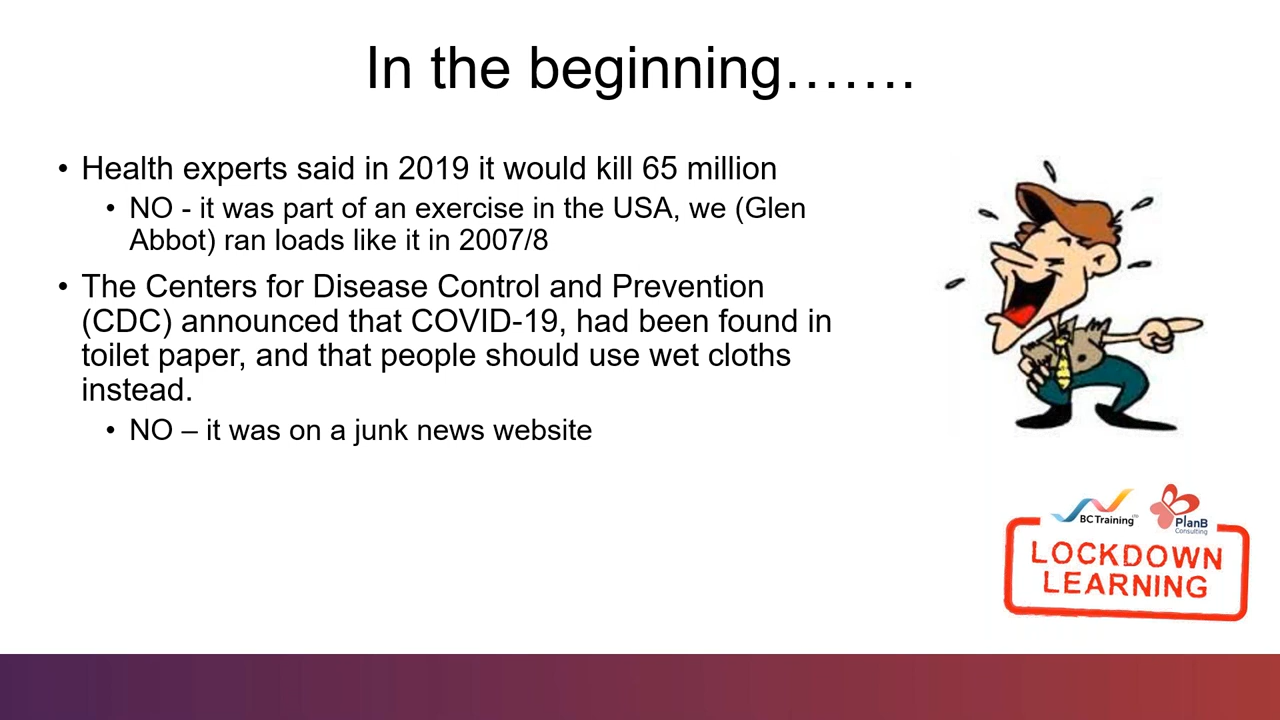 In the beginning…….
• Health experts said in 2019 it would kill 65 million
• NO - it was part of an exercise in the USA, we (Glen
Abbot) ran loads like it in 2007/8
• The Centers for Disease Control and Prevention
(CDC) announced that COVID-19, had been found in
toilet paper, and that people should use wet cloths
instead.
• NO – it was on a junk news website
BC Training LTD
PlanB
Consulting
LOCKDOWN
LEARNING